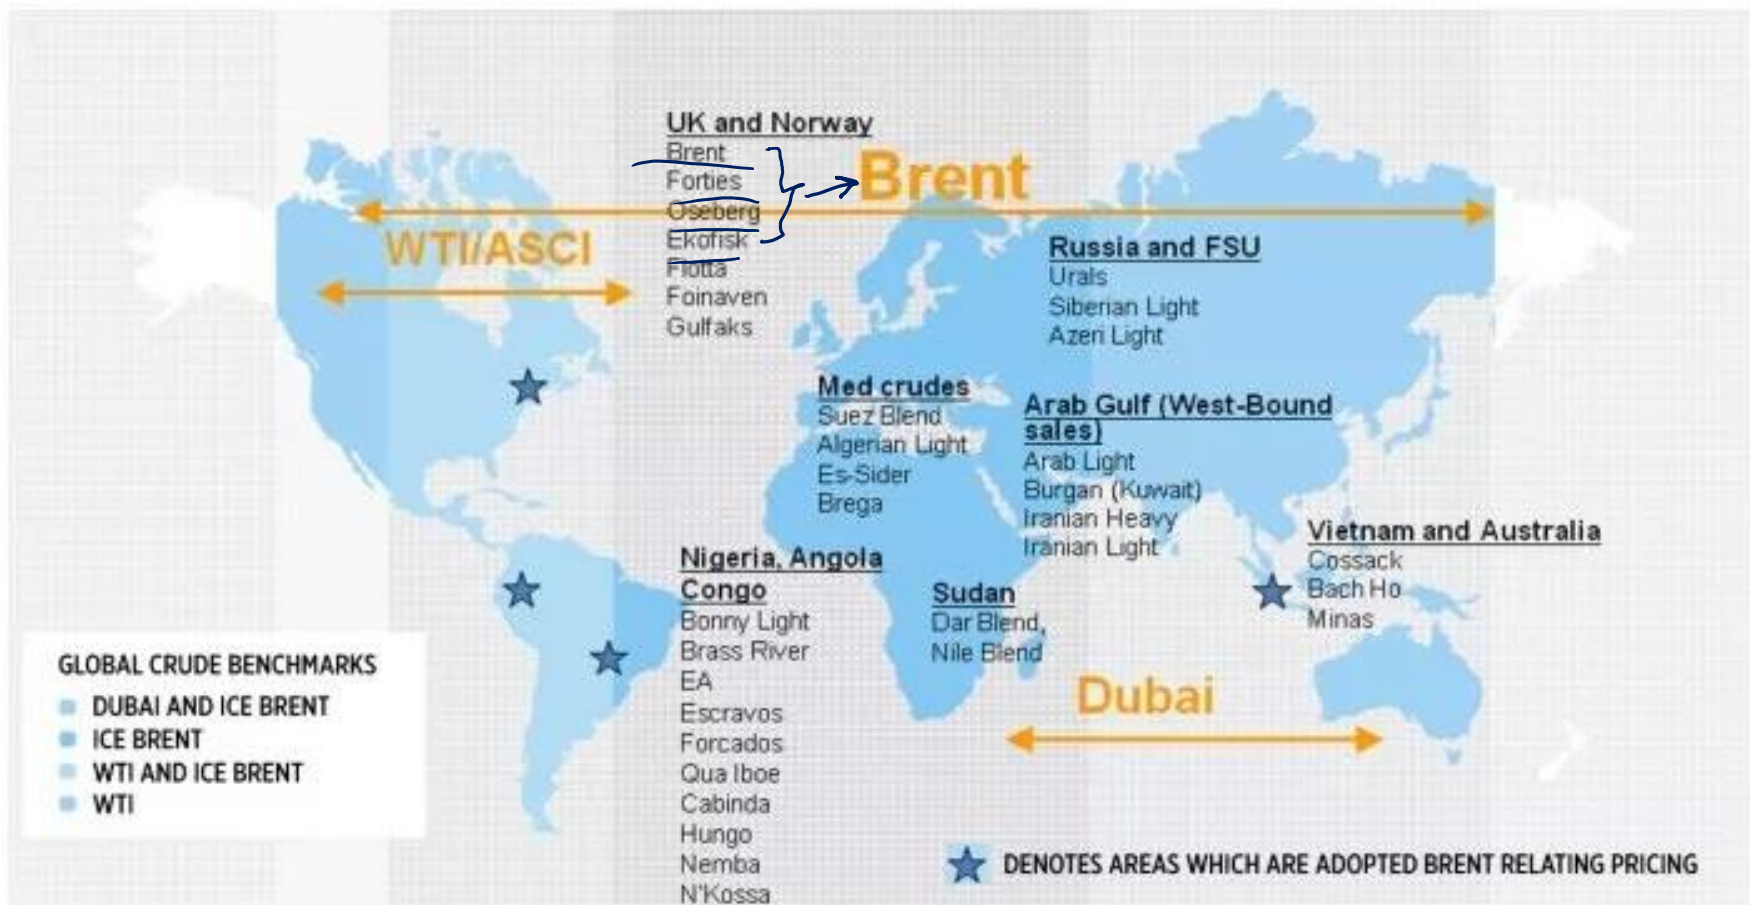 UK and Norway
Brent
Forties
Oseberg
Ekofisk
Flotta
Foinaven
Gulfaks
Brent
WTI/ASCI
Russia and FSU
Urals
Siberian Light
Azeri Light
Med crudes
Suez Blend
Algerian Light
Es-Sider
Brega
Arab Gulf (West-Bound
sales)
Arab Light
Burgan (Kuwait)
Iranian Heavy
Iranian Light
Vietnam and Australia
Cossack
Bach Ho
Minas
Nigeria, Angola
Congo
Bonny Light
Brass River
EA
Escravos
Forcados
Qua Iboe
Cabinda
Hungo
Nemba
N'Kossa
Sudan
Dar Blend,
Nile Blend
Dubai
GLOBAL CRUDE BENCHMARKS
DUBAI AND ICE BRENT
ICE BRENT
WTI AND ICE BRENT
WTI
DENOTES AREAS WHICH ARE ADOPTED BRENT RELATING PRICING